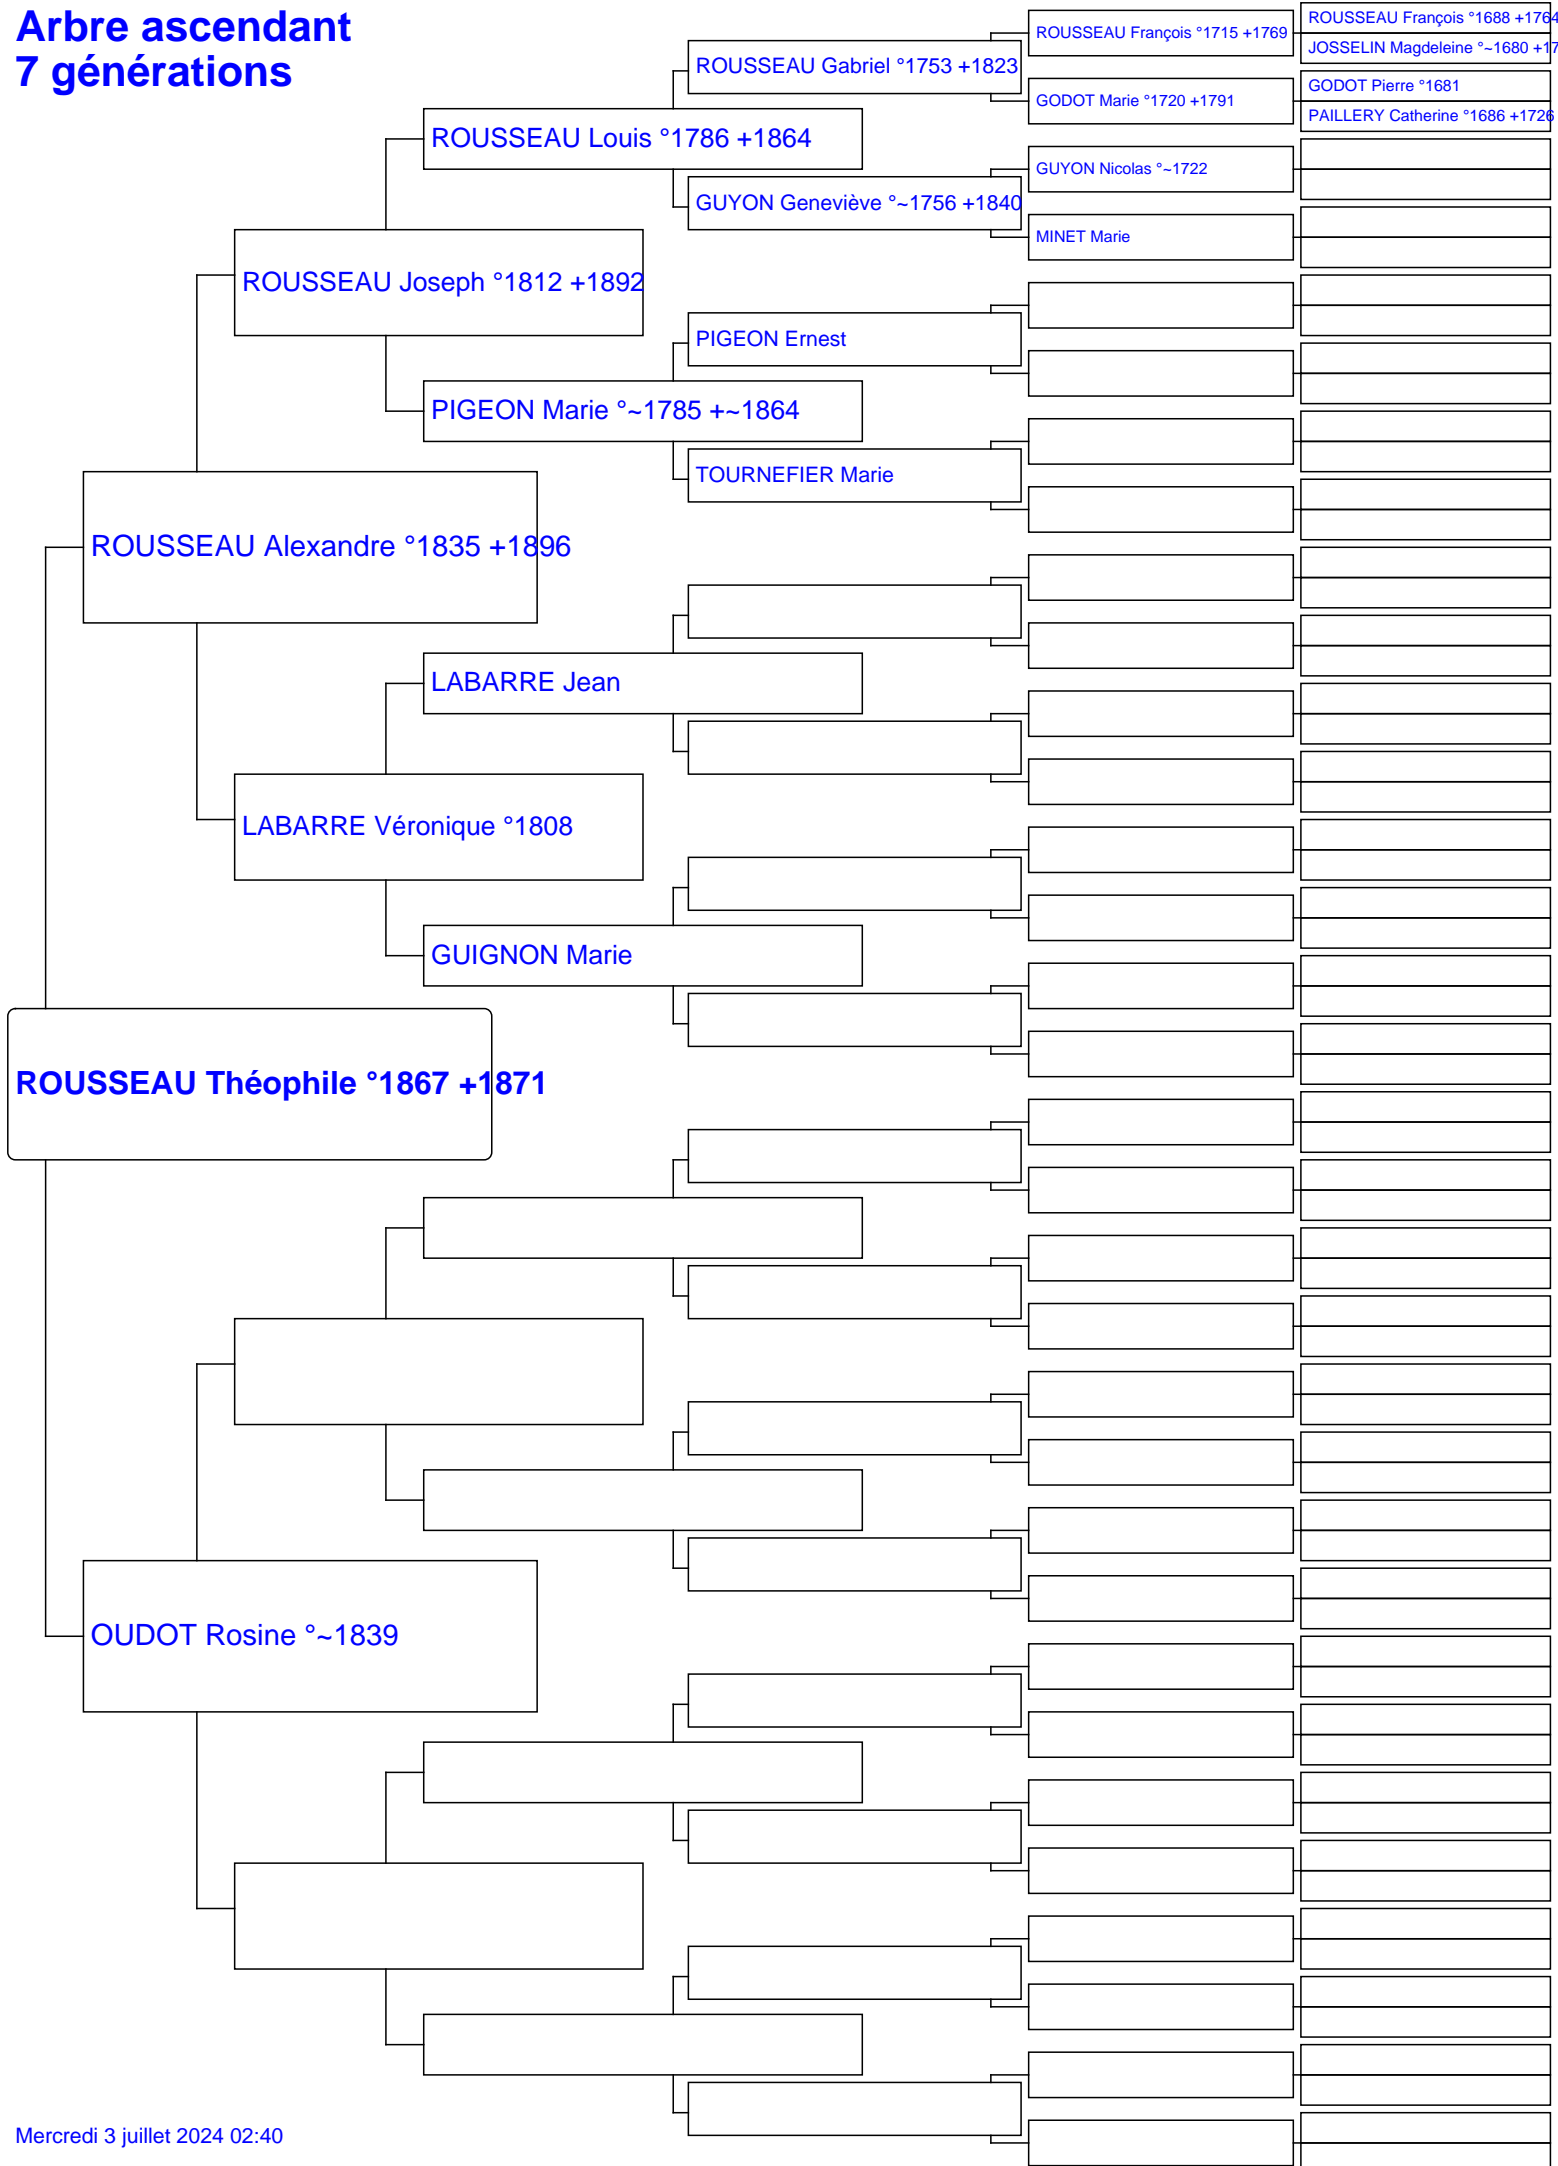 Arbre ascendant
7 générations
ROUSSEAU François °1688 +1764
ROUSSEAU François °1715 +1769
JOSSELIN Magdeleine °~1680 +17
ROUSSEAU Gabriel °1753 +1823
GODOT Pierre °1681
GODOT Marie °1720 +1791
PAILLERY Catherine °1686 +1726
ROUSSEAU Louis °1786 +1864
GUYON Nicolas °~1722
GUYON Geneviève °~1756 +1840
MINET Marie
ROUSSEAU Joseph °1812 +1892
PIGEON Ernest
PIGEON Marie °~1785 +~1864
TOURNEFIER Marie
ROUSSEAU Alexandre °1835 +1896
LABARRE Jean
LABARRE Véronique °1808
GUIGNON Marie
ROUSSEAU Théophile °1867 +1871
OUDOT Rosine °~1839
Mercredi 3 juillet 2024 02:40